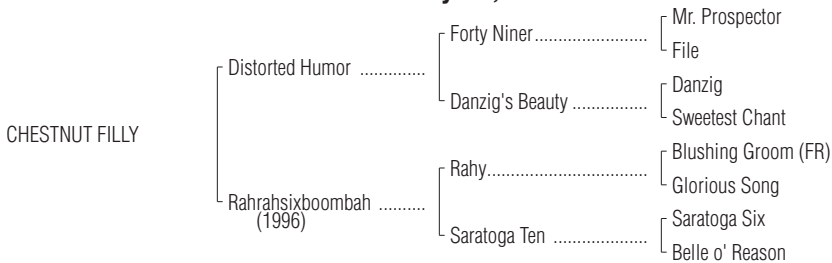 Mr. Prospector
Forty Niner..................
File
Distorted Humor ..............
Danzig
Danzig's Beauty ................
Sweetest Chant
CHESTNUT FILLY
Blushing Groom (FR)
Rahy.........................
Glorious Song
Rahrahsixboombah ..........
(1996)
Saratoga Six
Saratoga Ten ....................
Belle o' Reason